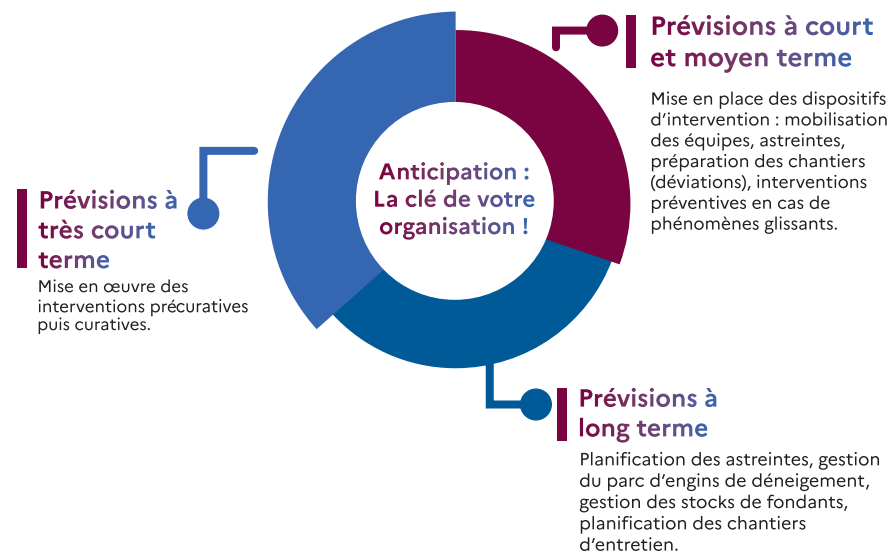 Prévisions à court
et moyen terme
Mise en place des dispositifs
d'intervention : mobilisation
des équipes, astreintes,
préparation des chantiers
(déviations), interventions
préventives en cas de
phénomènes glissants.
Anticipation :
La clé de votre
organisation !
Prévisions à
très court
terme
Mise en œuvre des
interventions précuratives
puis curatives.
Prévisions à
long terme
Planification des astreintes, gestion
du parc d'engins de déneigement,
gestion des stocks de fondants,
planification des chantiers
d'entretien.